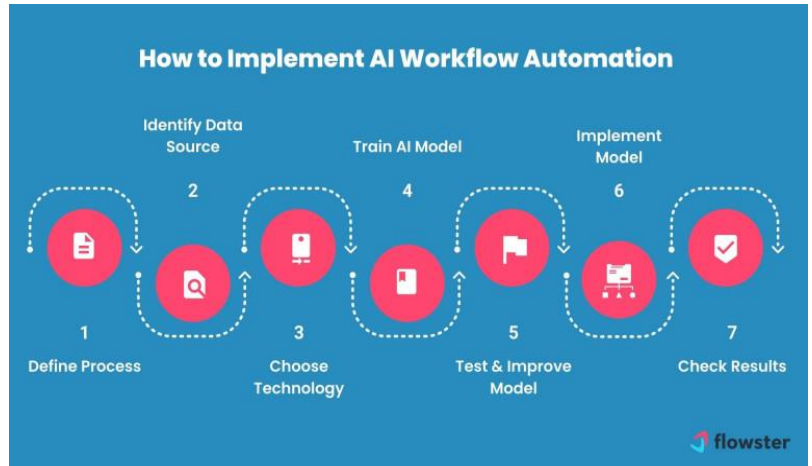 How to Implement AI Workflow Automation
1
Define Process
Identify Data
Source
2
3
Choose
Technology
Train AI Model
4
5
Test & Improve
Model
Implement
Model
6
7
Check Results
flowster